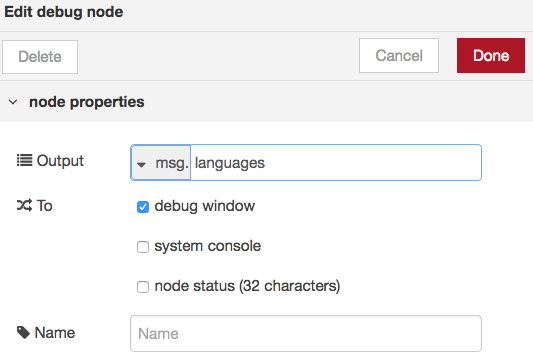 Edit debug node
Delete Cancel Done
node properties
Output msg. languages
To debug window
system console
node status (32 characters)
Name Name